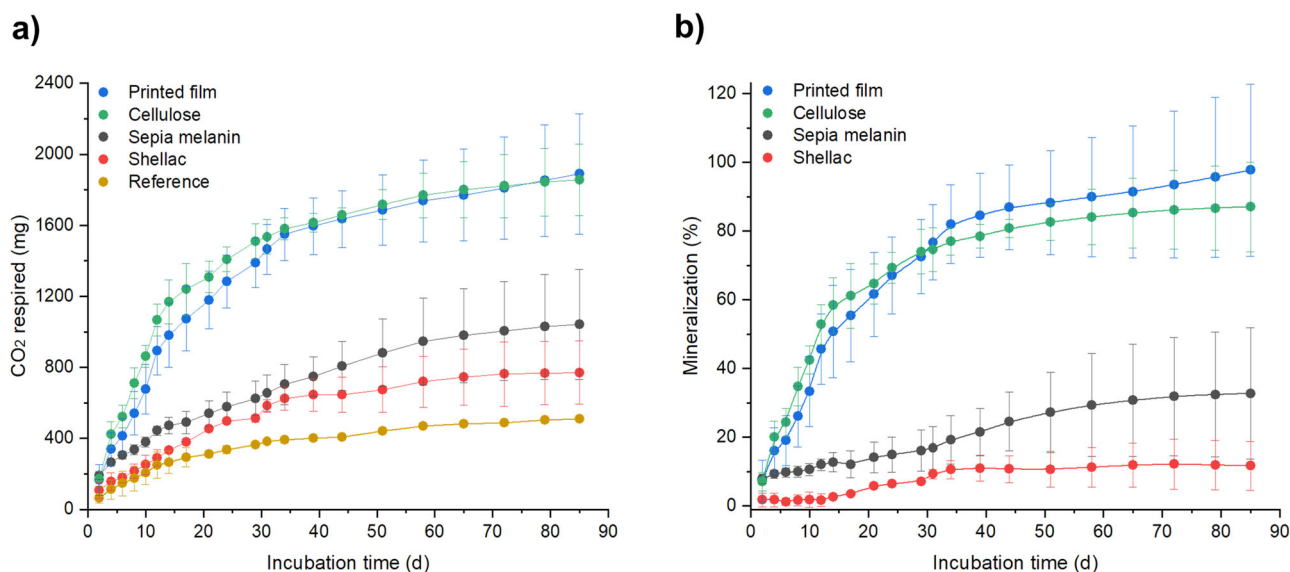 a)
2400
2000
1600
1200
800
400
0
CO₂ respired (mg)
Printed film
Cellulose
Sepia melanin
Shellac
Reference
0 10 20 30 40 50 60 70 80 90
Incubation time (d)
b)
120
100
80
60
40
20
0
Mineralization (%)
Printed film
Cellulose
Sepia melanin
Shellac
0 10 20 30 40 50 60 70 80 90
Incubation time (d)